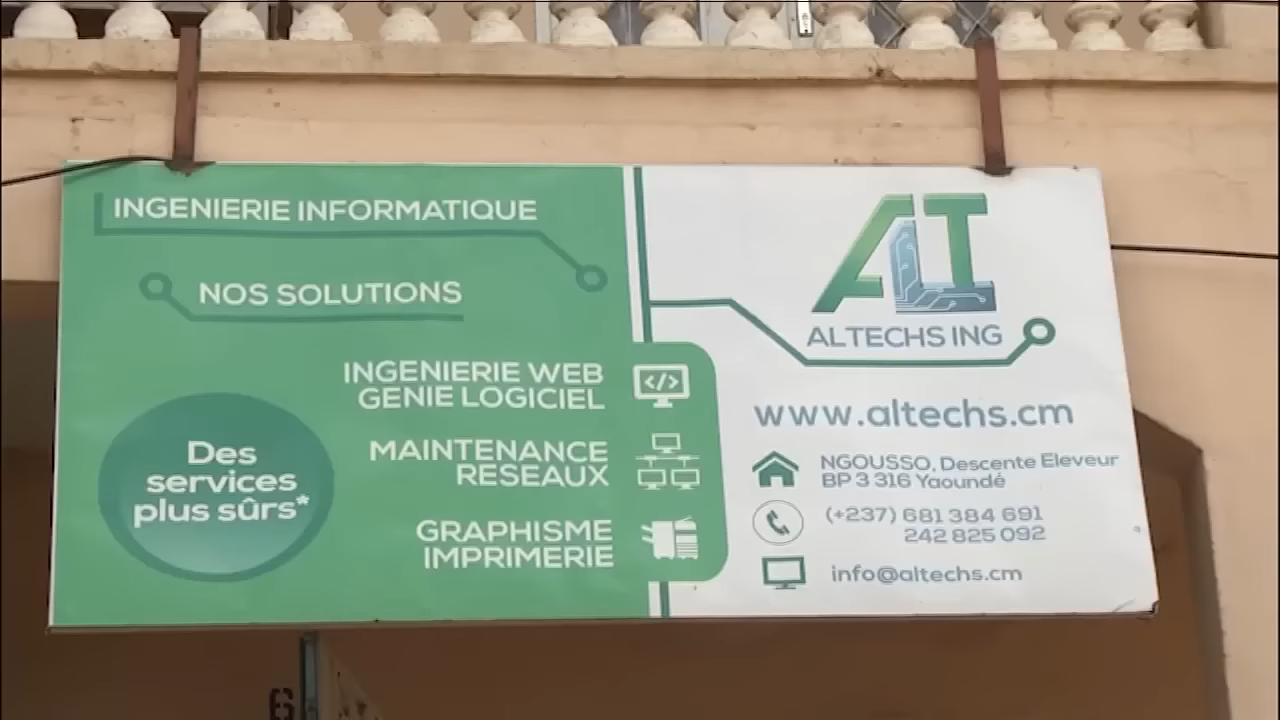 INGENIERIE INFORMATIQUE
NOS SOLUTIONS
INGENIERIE WEB
GENIE LOGICIEL
MAINTENANCE
RESEAUX
GRAPHISME
IMPRIMERIE
Des
services
plus sûrs*
ALT
ALTECHS ING
www.altechs.cm
NGOUSSO, Descente Eleveur
BP 3 316 Yaoundé
(+237) 681 384 691
242 825 092
info@altechs.cm
6